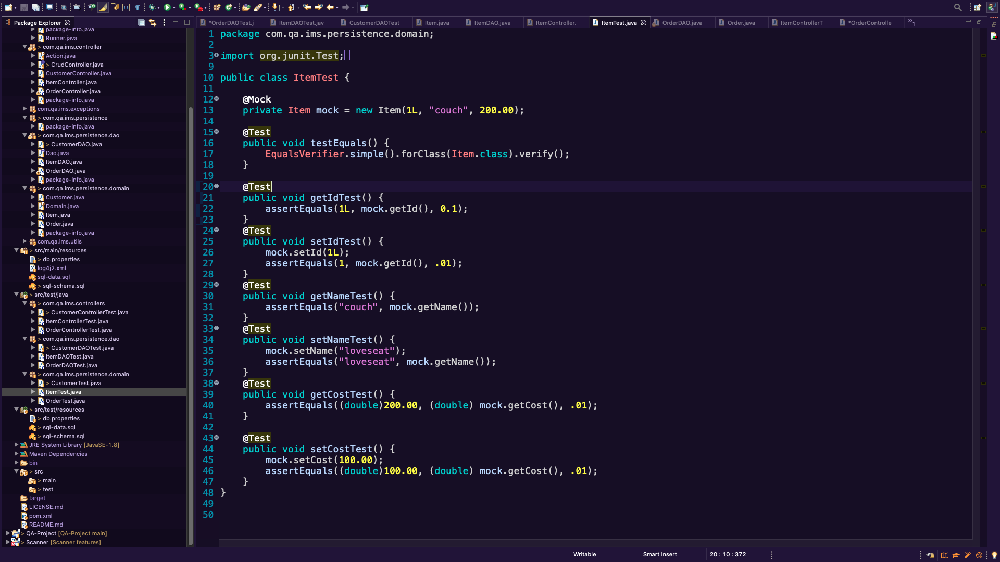 Package Explorer
package-info.java
Runner.java
> com.qa.ims.controller
Action.java
> CrudController.java
CustomerController.java
ItemController.java
OrderController.java
package-info.java
com.qa.ims.exceptions
> com.qa.ims.persistence
package-info.java
> com.qa.ims.persistence.dao
> CustomerDAO.java
Dao.java
ItemDAO.java
OrderDAO.java
package-info.java
> com.qa.ims.persistence.domain
Customer.java
Domain.java
Item.java
Order.java
package-info.java
com.qa.ims.utils
> src/main/resources
> db.properties
log4j2.xml
sql-data.sql
> sql-schema.sql
> src/test/java
> com.qa.ims.controllers
> CustomerControllerTest.java
ItemControllerTest.java
OrderControllerTest.java
> com.qa.ims.persistence.dao
> CustomerDAOTest.java
ItemDAOTest.java
OrderDAOTest.java
> com.qa.ims.persistence.domain
> CustomerTest.java
ItemTest.java
OrderTest.java
> src/test/resources
> db.properties
> sql-data.sql
> sql-schema.sql
JRE System Library [JavaSE-1.8]
Maven Dependencies
bin
> src
> main
> test
target
LICENSE.md
pom.xml
README.md
> QA-Project [QA-Project main]
> Scanner [Scanner features]
*OrderDAOTest.j ItemDAOTest.jav CustomerDAOTest Item.java ItemDAO.java ItemController. ItemTest.java OrderDAO.java Order.java ItemControllerT *OrderControlle »1
1 package com.qa.ims.persistence.domain;
2
3 import org.junit.Test;
9
10 public class ItemTest {
11
12 @Mock
13 private Item mock = new Item(1L, "couch", 200.00);
14
15 @Test
16 public void testEquals() {
17 EqualsVerifier.simple().forClass(Item.class).verify();
18 }
19
20 @Test
21 public void getIdTest() {
22 assertEquals(1L, mock.getId(), 0.1);
23 }
24 @Test
25 public void setIdTest() {
26 mock.setId(1L);
27 assertEquals(1, mock.getId(), .01);
28 }
29 @Test
30 public void getNameTest() {
31 assertEquals("couch", mock.getName());
32 }
33 @Test
34 public void setNameTest() {
35 mock.setName("loveseat");
36 assertEquals("loveseat", mock.getName());
37 }
38 @Test
39 public void getCostTest() {
40 assertEquals((double)200.00, (double) mock.getCost(), .01);
41 }
42
43 @Test
44 public void setCostTest() {
45 mock.setCost(100.00);
46 assertEquals((double)100.00, (double) mock.getCost(), .01);
47 }
48 }
49
50
Writable Smart Insert 20 : 10 : 372